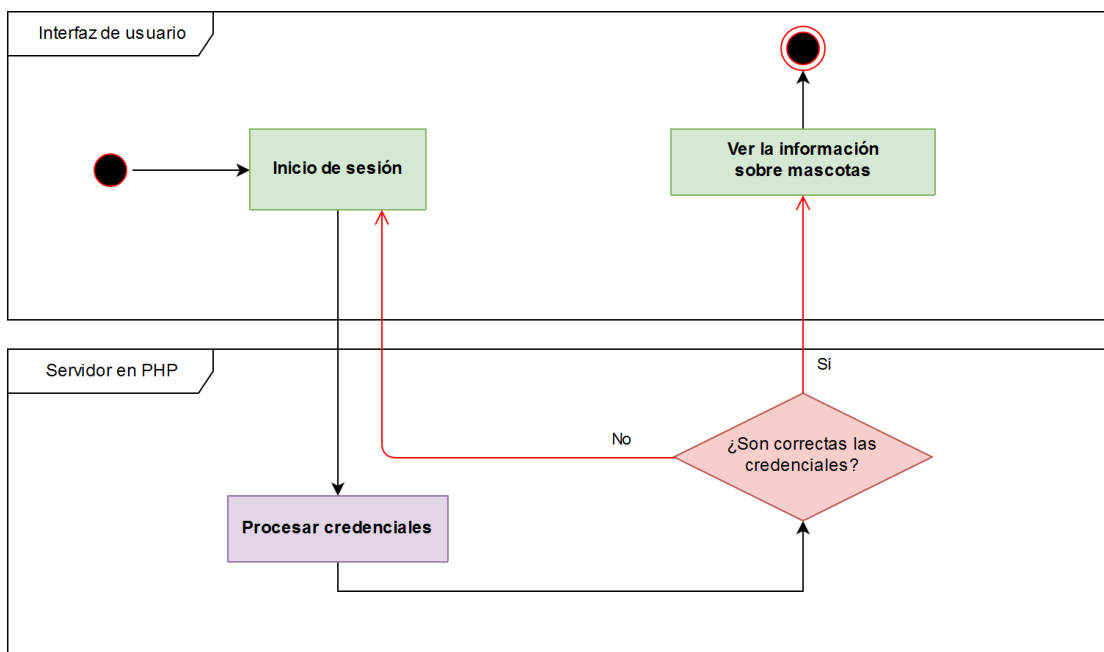 Interfaz de usuario
Inicio de sesión
Ver la información
sobre mascotas
Servidor en PHP
Sí
No
¿Son correctas las
credenciales?
Procesar credenciales